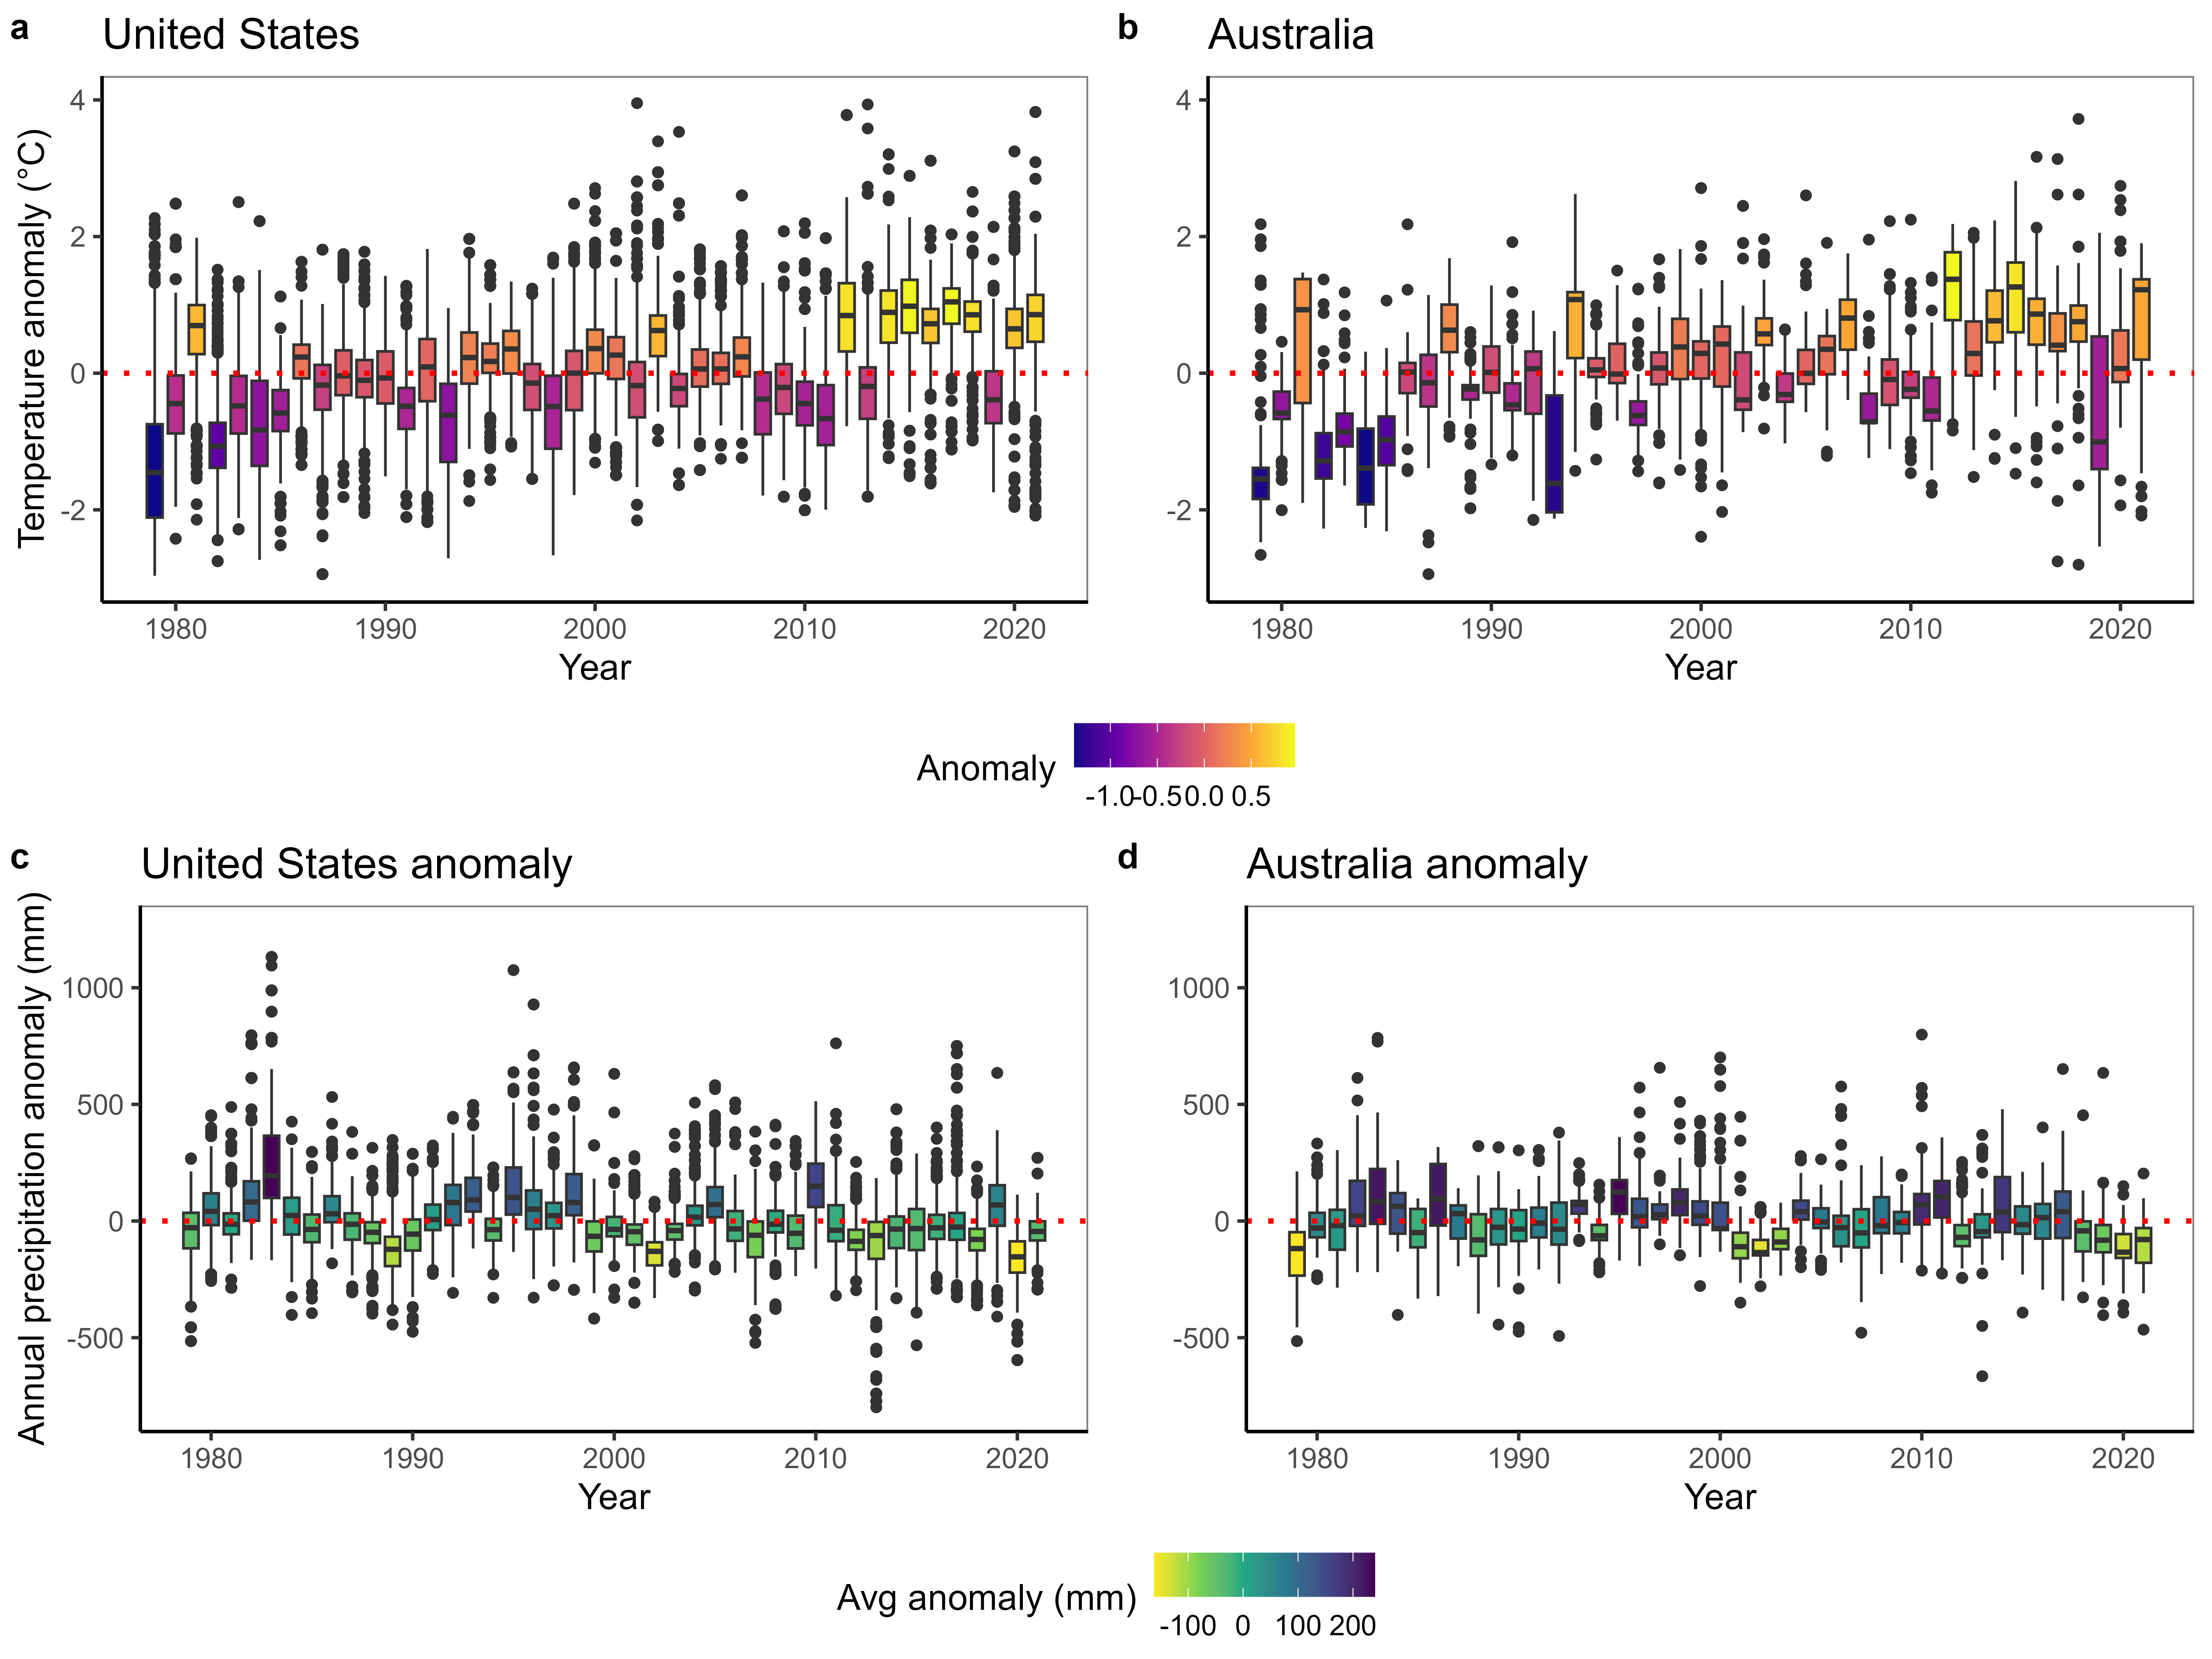 a United States
b Australia
Temperature anomaly (°C)
4
2
0
-2
1980 1990 2000 2010 2020
Year
4
2
0
-2
1980 1990 2000 2010 2020
Year
Anomaly
-1.0 -0.5 0.0 0.5
c United States anomaly
d Australia anomaly
Annual precipitation anomaly (mm)
1000
500
0
-500
1980 1990 2000 2010 2020
Year
1000
500
0
-500
1980 1990 2000 2010 2020
Year
Avg anomaly (mm)
-100 0 100 200